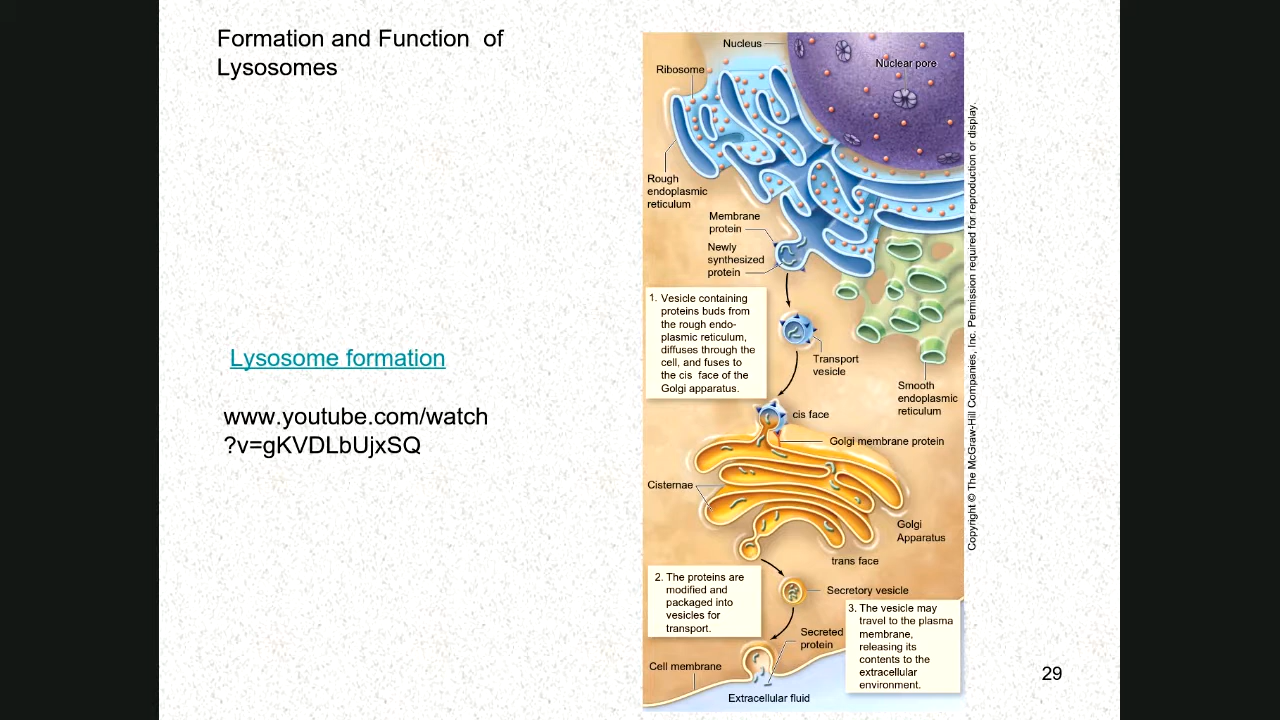 Formation and Function of
Lysosomes
Lysosome formation
www.youtube.com/watch
?v=gKVDLbUjxSQ
Nucleus
Nuclear pore
Ribosome
Rough
endoplasmic
reticulum
Membrane
protein
Newly
synthesized
protein
1. Vesicle containing
proteins buds from
the rough endo-
plasmic reticulum,
diffuses through the
cell, and fuses to
the cis face of the
Golgi apparatus.
Transport
vesicle
Smooth
endoplasmic
reticulum
cis face
Golgi membrane protein
Cisternae
Golgi
Apparatus
trans face
2. The proteins are
modified and
packaged into
vesicles for
transport.
Secretory vesicle
3. The vesicle may
travel to the plasma
membrane,
releasing its
contents to the
extracellular
environment.
Secreted
protein
Cell membrane
Extracellular fluid
Copyright © The McGraw-Hill Companies, Inc. Permission required for reproduction or display.
29